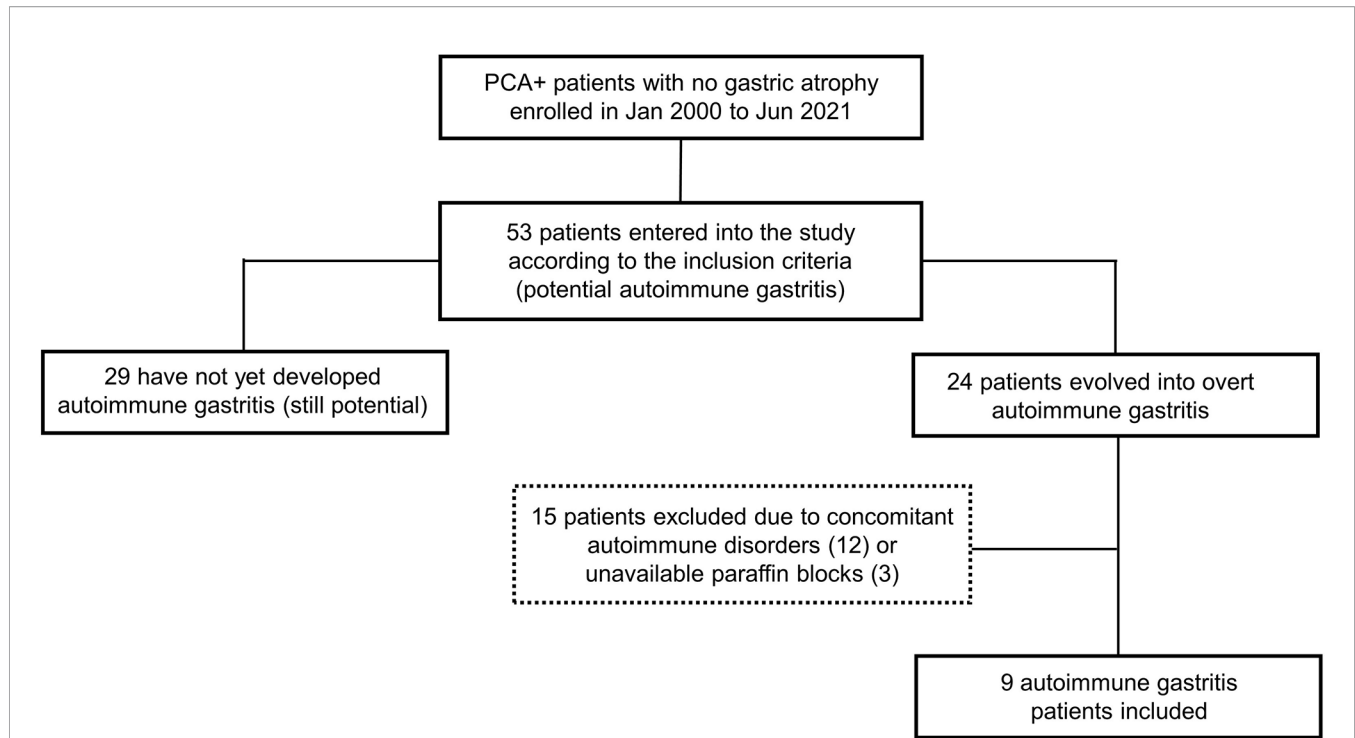 PCA+ patients with no gastric atrophy
enrolled in Jan 2000 to Jun 2021
53 patients entered into the study
according to the inclusion criteria
(potential autoimmune gastritis)
29 have not yet developed
autoimmune gastritis (still potential)
24 patients evolved into overt
autoimmune gastritis
15 patients excluded due to concomitant
autoimmune disorders (12) or
unavailable paraffin blocks (3)
9 autoimmune gastritis
patients included